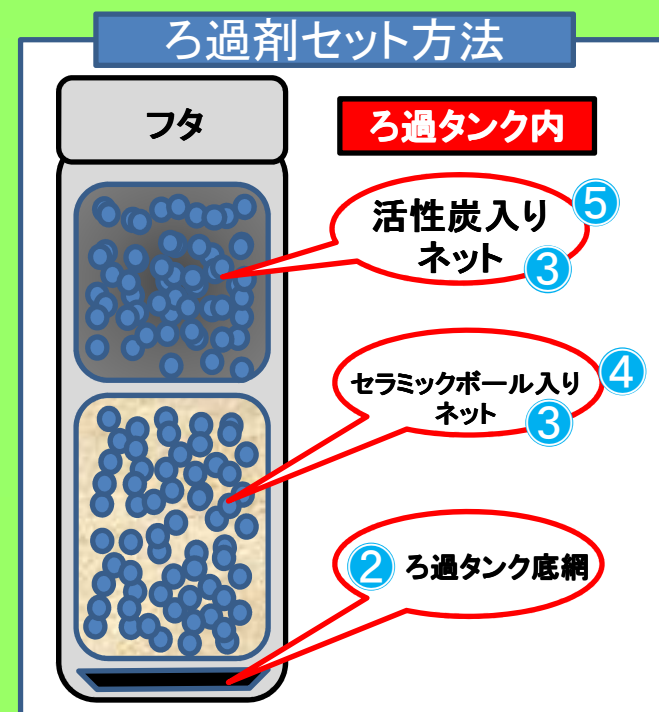 ろ過剤セット方法
フタ
ろ過タンク内
活性炭入り ⑤
ネット ③
セラミックボール入り ④
ネット ③
② ろ過タンク底網